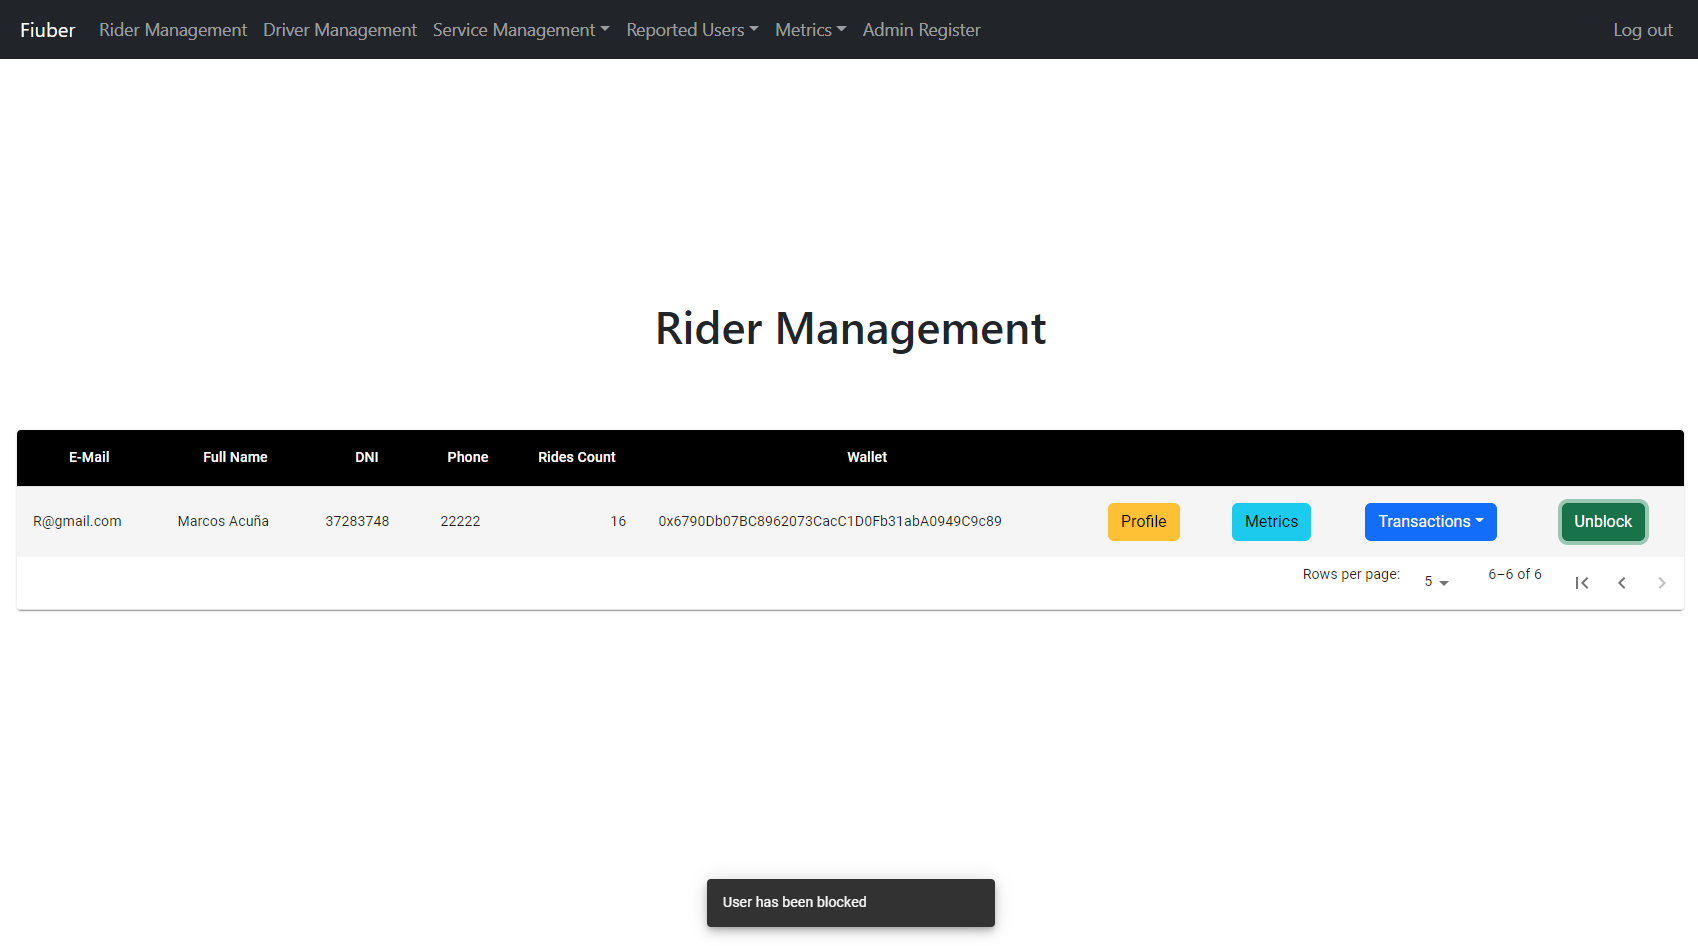 Fiuber Rider Management Driver Management Service Management Reported Users Metrics Admin Register Log out
Rider Management
E-Mail Full Name DNI Phone Rides Count Wallet
R@gmail.com Marcos Acuña 37283748 22222 16 0x6790Db07BC8962073CacC1D0Fb31abA0949C9c89 Profile Metrics Transactions Unblock
Rows per page: 5 6–6 of 6
User has been blocked